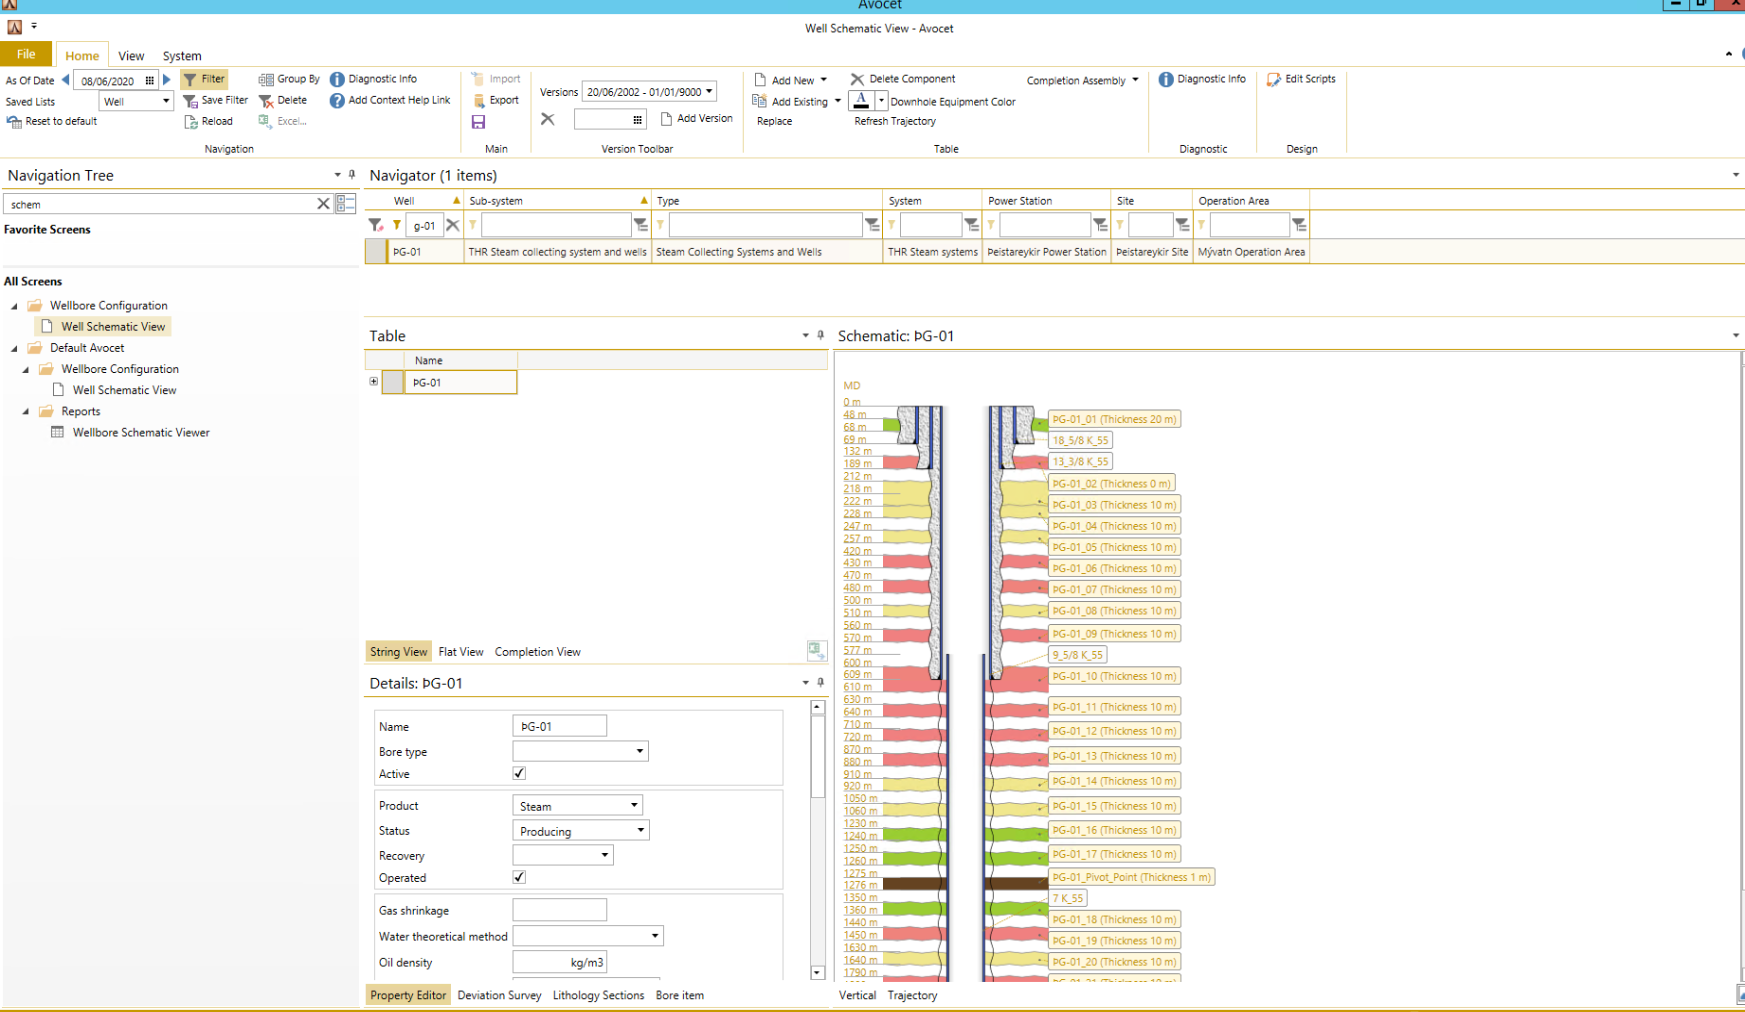 Avocet
Well Schematic View - Avocet
File
Home
View
System
As Of Date
08/06/2020
Filter
Group By
Diagnostic Info
Import
Versions
20/06/2002 - 01/01/9000
Add New
Delete Component
Completion Assembly
Diagnostic Info
Edit Scripts
Saved Lists
Well
Save Filter
Delete
Add Context Help Link
Export
Add Existing
A
Downhole Equipment Color
Reset to default
Reload
Excel...
Add Version
Replace
Refresh Trajectory
Navigation
Main
Version Toolbar
Table
Diagnostic
Design
Navigation Tree
schem
Favorite Screens
All Screens
Wellbore Configuration
Well Schematic View
Default Avocet
Wellbore Configuration
Well Schematic View
Reports
Wellbore Schematic Viewer
Navigator (1 items)
Well
Sub-system
Type
System
Power Station
Site
Operation Area
g-01
ÞG-01
THR Steam collecting system and wells
Steam Collecting Systems and Wells
THR Steam systems
Þeistareykir Power Station
Þeistareykir Site
Mývatn Operation Area
Table
Name
ÞG-01
String View
Flat View
Completion View
Details: ÞG-01
Name
ÞG-01
Bore type
Active
Product
Steam
Status
Producing
Recovery
Operated
Gas shrinkage
Water theoretical method
Oil density
kg/m3
Property Editor
Deviation Survey
Lithology Sections
Bore item
Schematic: ÞG-01
MD
0 m
48 m
68 m
69 m
132 m
189 m
212 m
218 m
222 m
228 m
247 m
257 m
420 m
430 m
470 m
480 m
500 m
510 m
560 m
570 m
577 m
600 m
609 m
610 m
630 m
640 m
710 m
720 m
870 m
880 m
910 m
920 m
1050 m
1060 m
1230 m
1240 m
1250 m
1260 m
1275 m
1276 m
1350 m
1360 m
1440 m
1450 m
1630 m
1640 m
1790 m
ÞG-01_01 (Thickness 20 m)
18_5/8 K_55
13_3/8 K_55
ÞG-01_02 (Thickness 0 m)
ÞG-01_03 (Thickness 10 m)
ÞG-01_04 (Thickness 10 m)
ÞG-01_05 (Thickness 10 m)
ÞG-01_06 (Thickness 10 m)
ÞG-01_07 (Thickness 10 m)
ÞG-01_08 (Thickness 10 m)
ÞG-01_09 (Thickness 10 m)
9_5/8 K_55
ÞG-01_10 (Thickness 10 m)
ÞG-01_11 (Thickness 10 m)
ÞG-01_12 (Thickness 10 m)
ÞG-01_13 (Thickness 10 m)
ÞG-01_14 (Thickness 10 m)
ÞG-01_15 (Thickness 10 m)
ÞG-01_16 (Thickness 10 m)
ÞG-01_17 (Thickness 10 m)
ÞG-01_Pivot_Point (Thickness 1 m)
7 K_55
ÞG-01_18 (Thickness 10 m)
ÞG-01_19 (Thickness 10 m)
ÞG-01_20 (Thickness 10 m)
Vertical
Trajectory